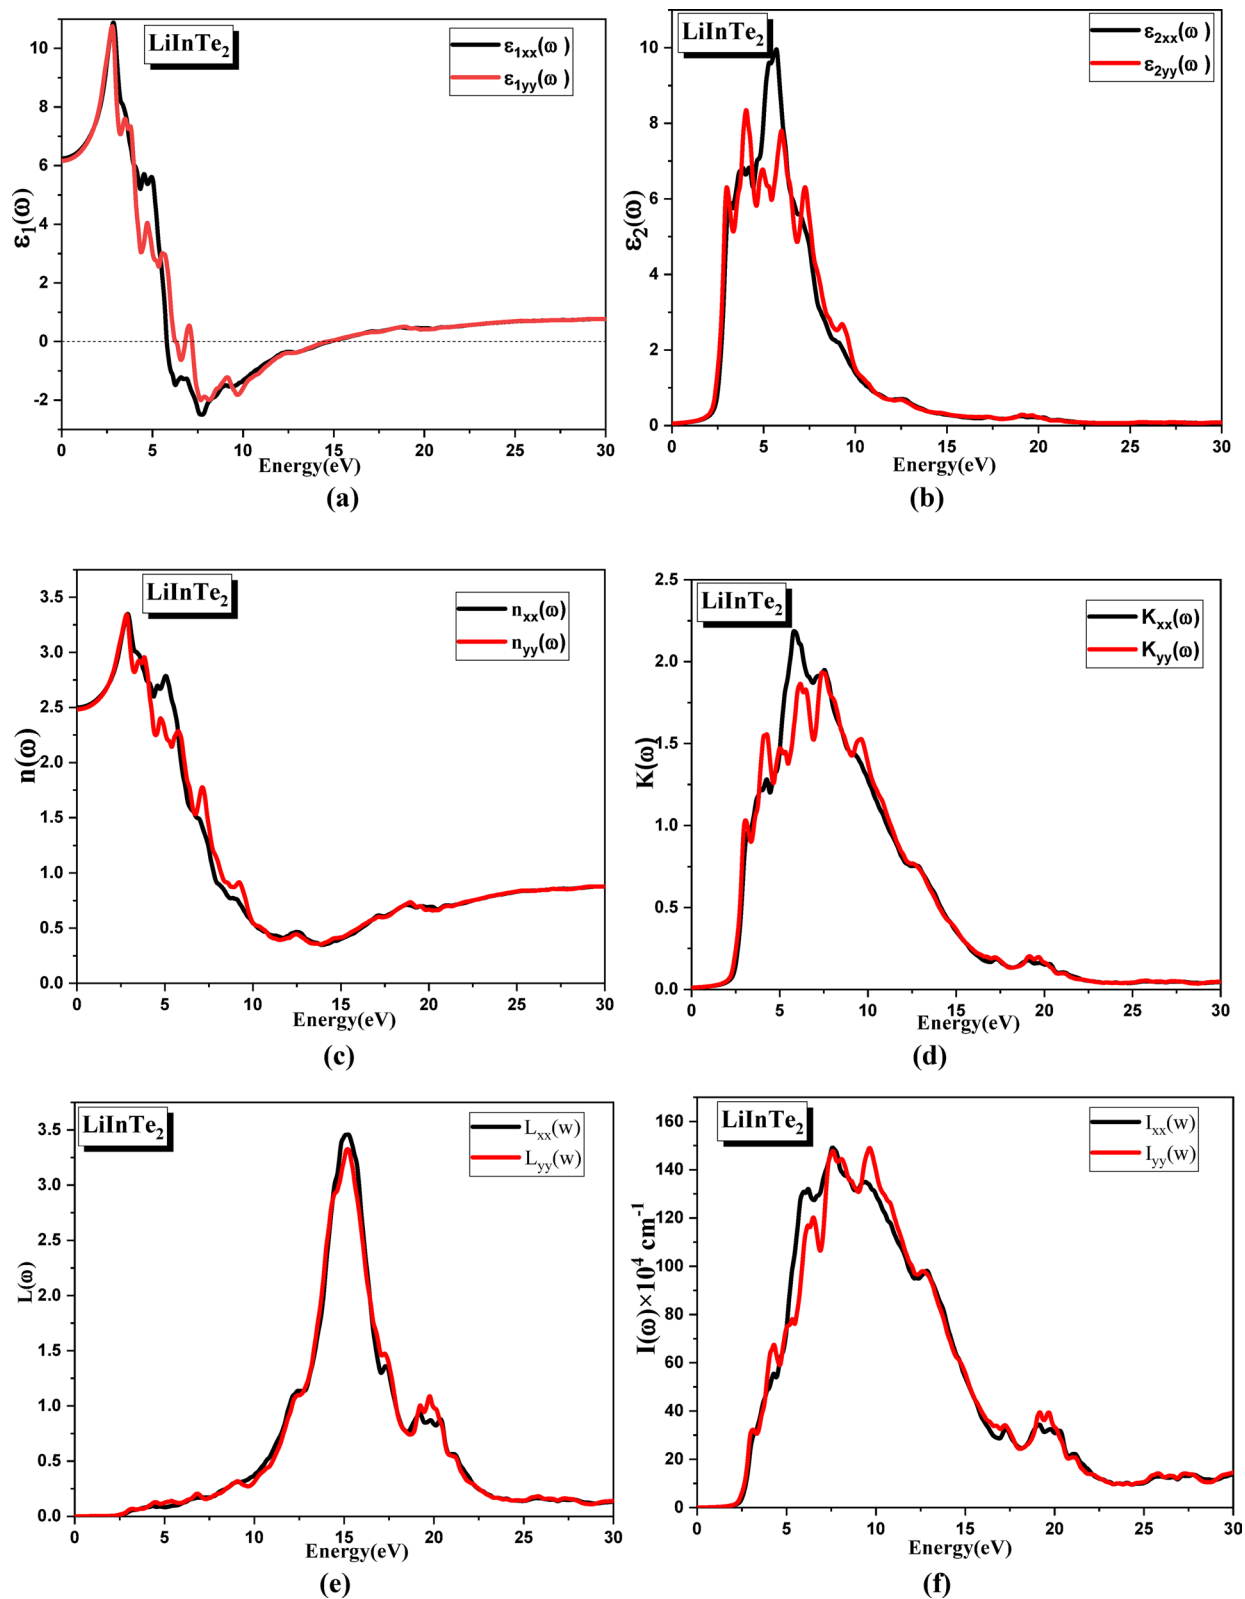 LiInTe2
ε1xx(ω )
ε1yy(ω )
ε1(ω)
10
8
6
4
2
0
-2
0 5 10 15 20 25 30
Energy(eV)
(a)
LiInTe2
ε2xx(ω )
ε2yy(ω )
ε2(ω)
10
8
6
4
2
0
0 5 10 15 20 25 30
Energy(eV)
(b)
LiInTe2
nxx(ω)
nyy(ω)
n(ω)
3.5
3.0
2.5
2.0
1.5
1.0
0.5
0.0
0 5 10 15 20 25 30
Energy(eV)
(c)
LiInTe2
Kxx(ω)
Kyy(ω)
K(ω)
2.5
2.0
1.5
1.0
0.5
0.0
0 5 10 15 20 25 30
Energy(eV)
(d)
LiInTe2
Lxx(w)
Lyy(w)
L(ω)
3.5
3.0
2.5
2.0
1.5
1.0
0.5
0.0
0 5 10 15 20 25 30
Energy(eV)
(e)
LiInTe2
Ixx(w)
Iyy(w)
I(ω)×10⁴ cm⁻¹
160
140
120
100
80
60
40
20
0
0 5 10 15 20 25 30
Energy(eV)
(f)